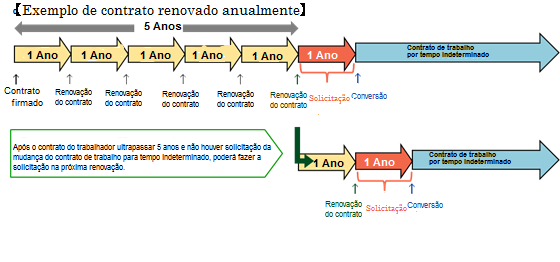 【Exemplo de contrato renovado anualmente】
5 Anos
1 Ano
1 Ano
1 Ano
1 Ano
1 Ano
1 Ano
Contrato de trabalho
por tempo indeterminado
Contrato
firmado
Renovação
do contrato
Renovação
do contrato
Renovação
do contrato
Renovação
do contrato
Renovação
do contrato
Solicitação
Conversão
Após o contrato do trabalhador ultrapassar 5 anos e não houver solicitação da
mudança do contrato de trabalho para tempo indeterminado, poderá fazer a
solicitação na próxima renovação.
1 Ano
1 Ano
Contrato de trabalho
por tempo indeterminado
Renovação
do contrato
Solicitação
Conversão